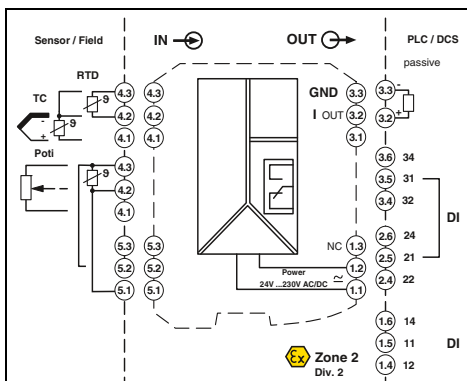 Sensor / Field
IN
OUT
PLC / DCS
passive
RTD
TC
ϑ
4.3
4.3
GND
3.3
3.3
-
-
ϑ
4.2
4.2
I OUT
3.2
3.2
+
+
4.1
4.1
3.1
Poti
4.3
3.6 34
ϑ
4.2
3.5 31
4.1
3.4 32
DI
5.3
5.3
NC 1.3
2.6 24
5.2
5.2
Power
1.2
2.5 21
5.1
5.1
24V ...230V AC/DC
1.1
2.4 22
1.6 14
Ex
Zone 2
1.5 11
DI
Div. 2
1.4 12